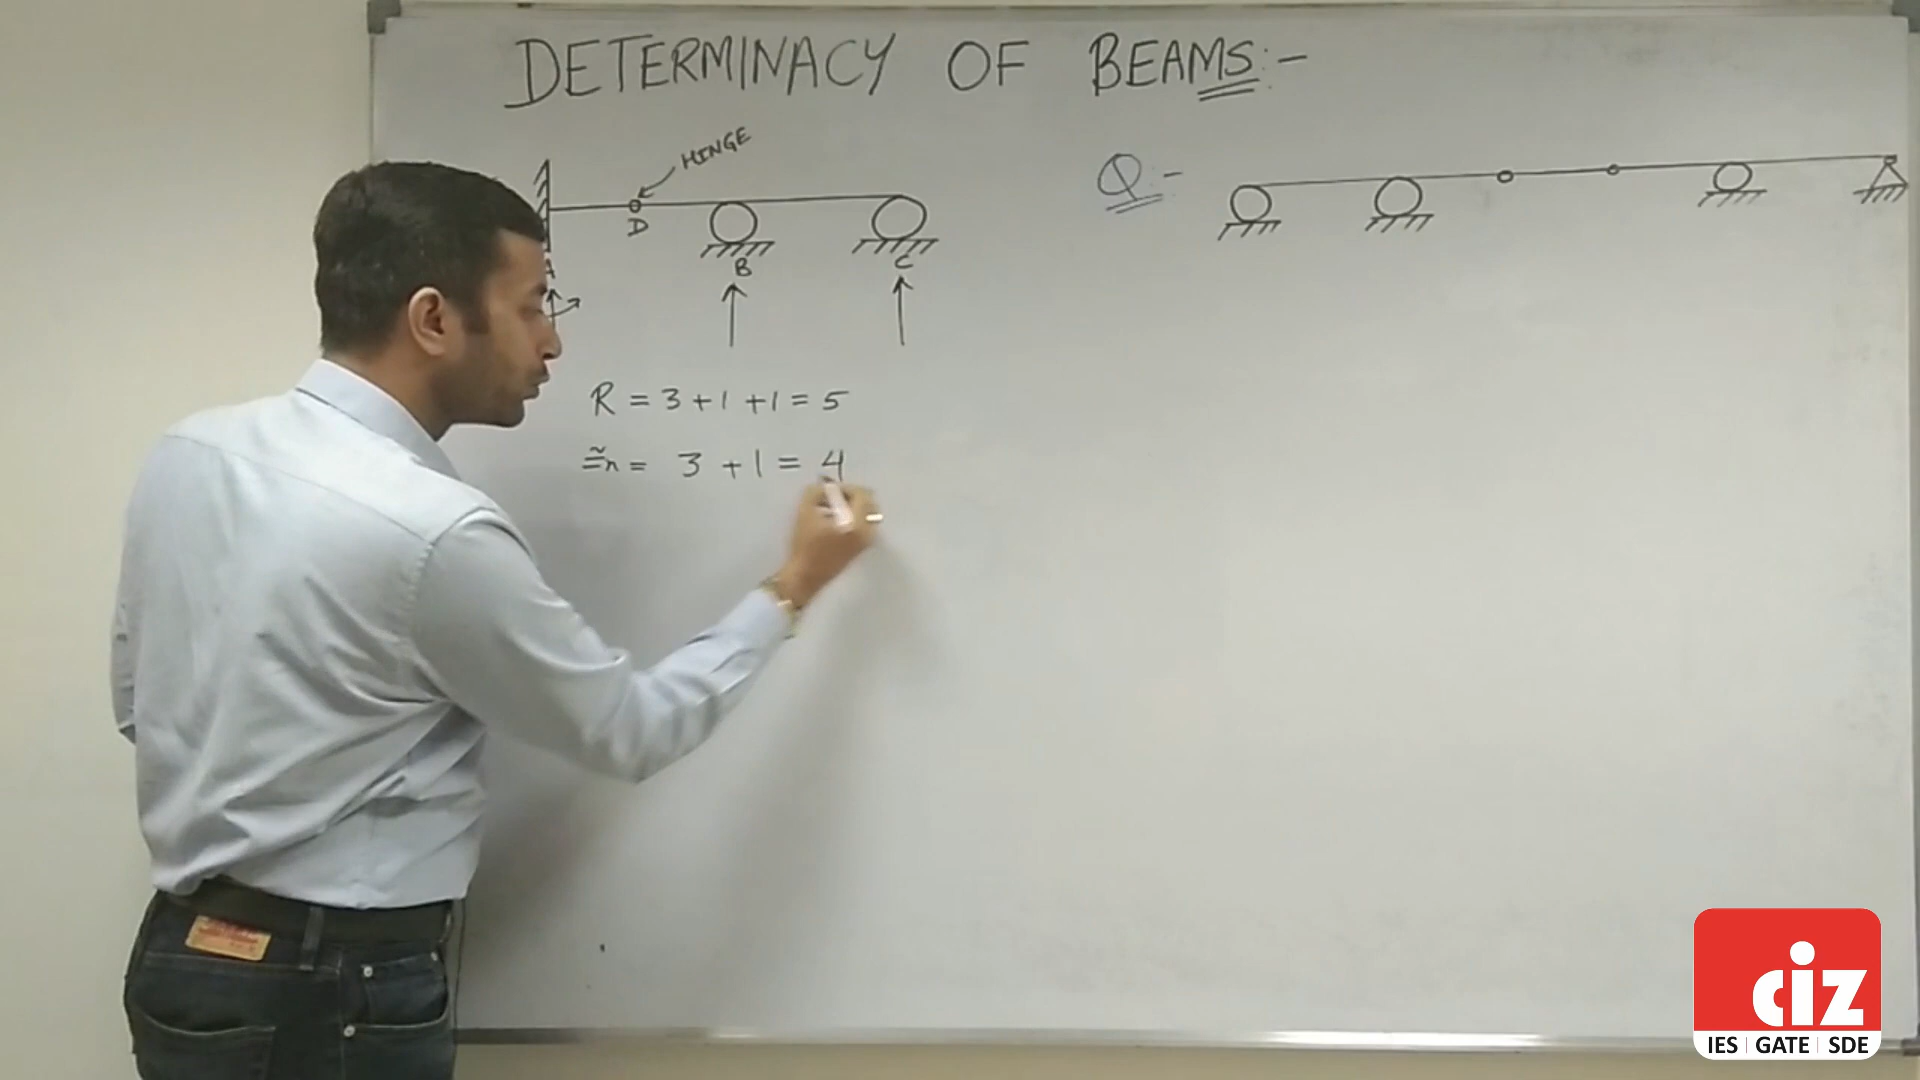 DETERMINACY OF BEAMS:-
HINGE
D
B
C
A
R = 3+1+1 = 5
n = 3 + 1 = 4
Q:-
ciz
IES | GATE | SDE